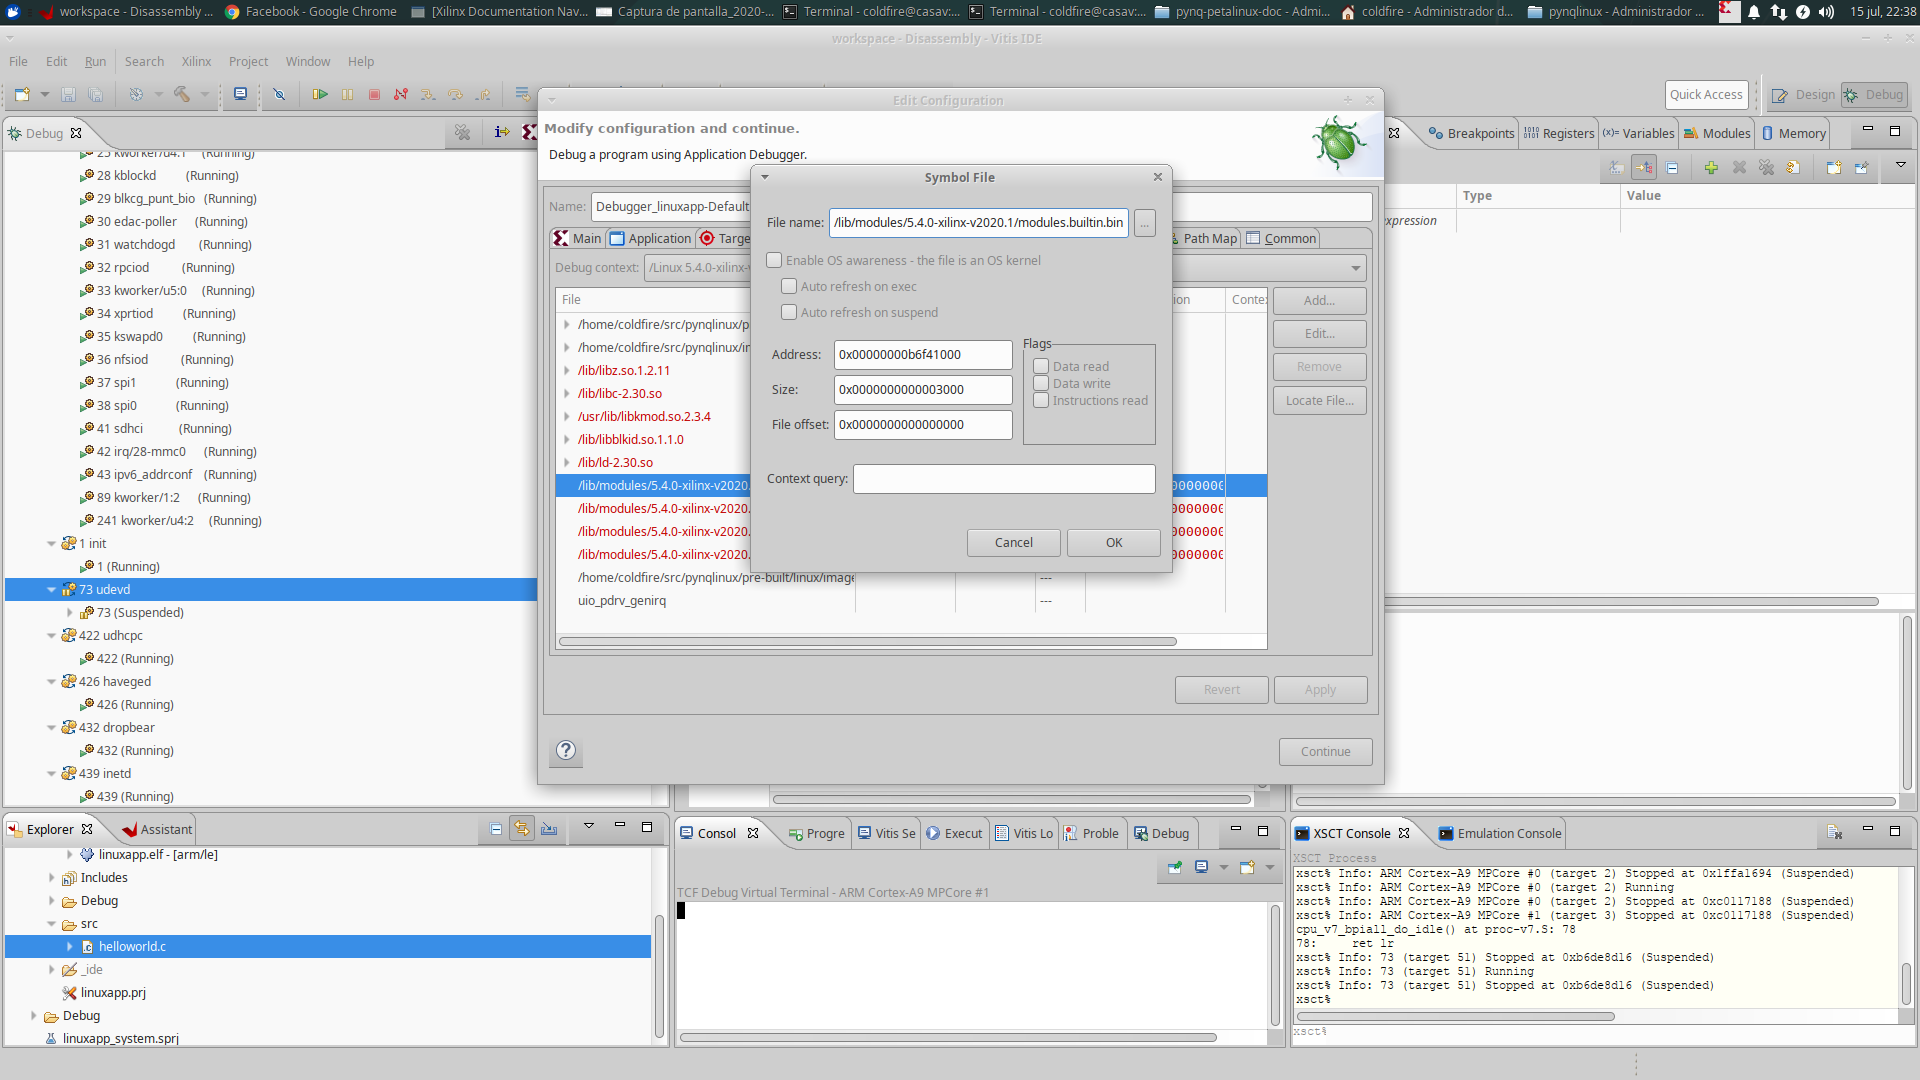 workspace - Disassembly ...
Facebook - Google Chrome
[Xilinx Documentation Nav...
Captura de pantalla_2020-...
Terminal - coldfire@casav:...
Terminal - coldfire@casav:...
pynq-petalinux-doc - Admi...
coldfire - Administrador d...
pynqlinux - Administrador ...
15 jul, 22:38
workspace - Disassembly - Vitis IDE
File Edit Run Search Xilinx Project Window Help
Quick Access
Design
Debug
Debug
28 kblockd (Running)
29 blkcg_punt_bio (Running)
30 edac-poller (Running)
31 watchdogd (Running)
32 rpciod (Running)
33 kworker/u5:0 (Running)
34 xprtiod (Running)
35 kswapd0 (Running)
36 nfsiod (Running)
37 spi1 (Running)
38 spi0 (Running)
41 sdhci (Running)
42 irq/28-mmc0 (Running)
43 ipv6_addrconf (Running)
89 kworker/1:2 (Running)
241 kworker/u4:2 (Running)
1 init
1 (Running)
73 udevd
73 (Suspended)
422 udhcpc
422 (Running)
426 haveged
426 (Running)
432 dropbear
432 (Running)
439 inetd
439 (Running)
Edit Configuration
Modify configuration and continue.
Debug a program using Application Debugger.
Name: Debugger_linuxapp-Default
Main
Application
Targe
Path Map
Common
Debug context: /Linux 5.4.0-xilinx-v
File
ion
Conte
/home/coldfire/src/pynqlinux/p
/home/coldfire/src/pynqlinux/ir
/lib/libz.so.1.2.11
/lib/libc-2.30.so
/usr/lib/libkmod.so.2.3.4
/lib/libblkid.so.1.1.0
/lib/ld-2.30.so
/lib/modules/5.4.0-xilinx-v2020.
/lib/modules/5.4.0-xilinx-v2020.
/lib/modules/5.4.0-xilinx-v2020.
/lib/modules/5.4.0-xilinx-v2020.
/home/coldfire/src/pynqlinux/pre-built/linux/image
---
uio_pdrv_genirq
---
Add...
Edit...
Remove
Locate File...
Revert
Apply
Continue
Symbol File
File name: /lib/modules/5.4.0-xilinx-v2020.1/modules.builtin.bin
...
Enable OS awareness - the file is an OS kernel
Auto refresh on exec
Auto refresh on suspend
Address: 0x00000000b6f41000
Size: 0x0000000000003000
File offset: 0x0000000000000000
Flags
Data read
Data write
Instructions read
Context query:
Cancel
OK
Breakpoints
Registers
Variables
Modules
Memory
Type
Value
expression
Explorer
Assistant
linuxapp.elf - [arm/le]
Includes
Debug
src
helloworld.c
_ide
linuxapp.prj
Debug
linuxapp_system.sprj
Consol
Progre
Vitis Se
Execut
Vitis Lo
Proble
Debug
TCF Debug Virtual Terminal - ARM Cortex-A9 MPCore #1
XSCT Console
Emulation Console
XSCT Process
xsct% Info: ARM Cortex-A9 MPCore #0 (target 2) Stopped at 0x1ffa1694 (Suspended)
xsct% Info: ARM Cortex-A9 MPCore #0 (target 2) Running
xsct% Info: ARM Cortex-A9 MPCore #0 (target 2) Stopped at 0xc0117188 (Suspended)
xsct% Info: ARM Cortex-A9 MPCore #1 (target 3) Stopped at 0xc0117188 (Suspended)
cpu_v7_bpiall_do_idle() at proc-v7.S: 78
78: ret lr
xsct% Info: 73 (target 51) Stopped at 0xb6de8d16 (Suspended)
xsct% Info: 73 (target 51) Running
xsct% Info: 73 (target 51) Stopped at 0xb6de8d16 (Suspended)
xsct%
xsct%